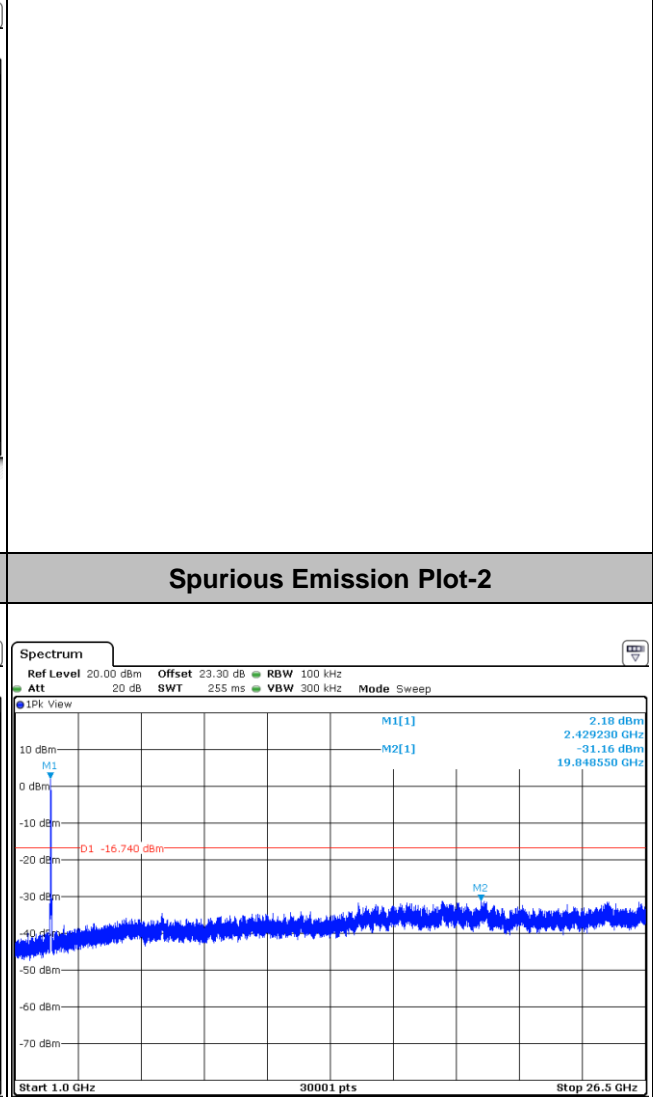 Spurious Emission Plot-2
Spectrum
Ref Level 20.00 dBm Offset 23.30 dB RBW 100 kHz
Att 20 dB SWT 255 ms VBW 300 kHz Mode Sweep
1Pk View
M1[1] 2.18 dBm
2.429230 GHz
10 dBm M2[1] -31.16 dBm
M1 19.848550 GHz
0 dBm
-10 dBm
D1 -16.740 dBm
-20 dBm
M2
-30 dBm
-40 dBm
-50 dBm
-60 dBm
-70 dBm
Start 1.0 GHz 30001 pts Stop 26.5 GHz